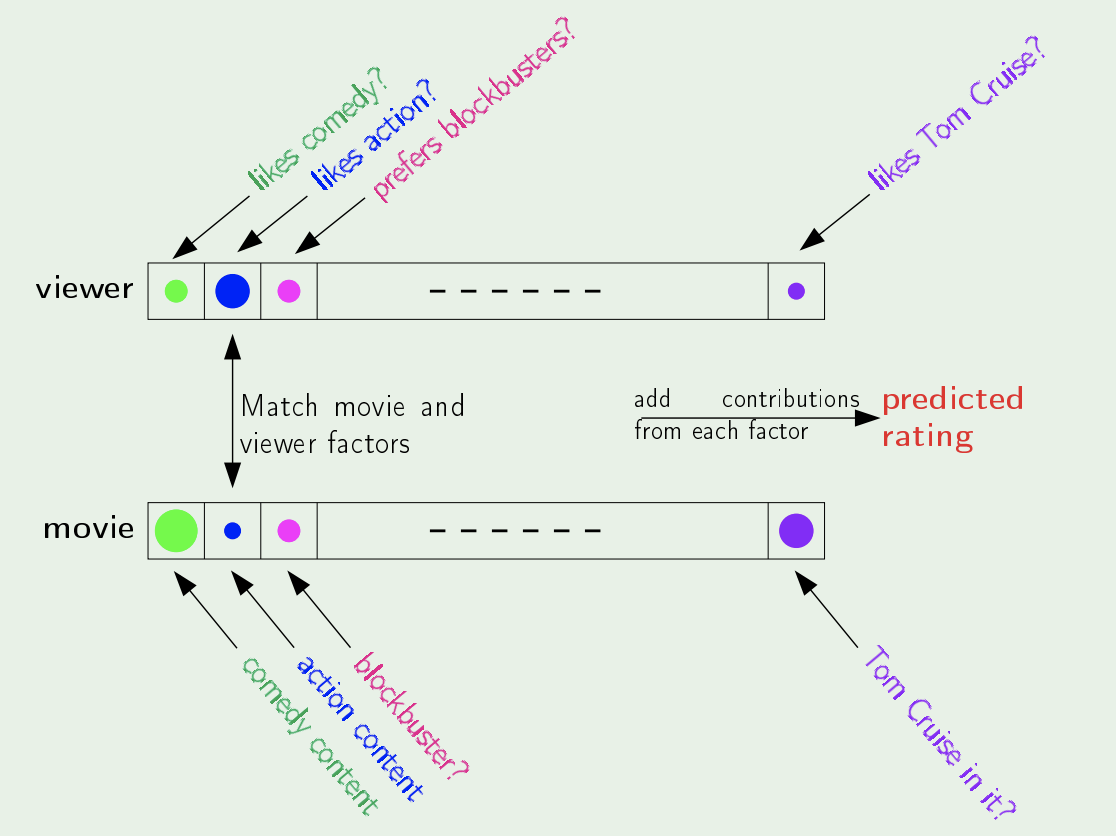 likes comedy?
likes action?
prefers blockbusters?
likes Tom Cruise?
viewer
Match movie and
viewer factors
add contributions
from each factor
predicted
rating
movie
comedy content
action content
blockbuster?
Tom Cruise in it?